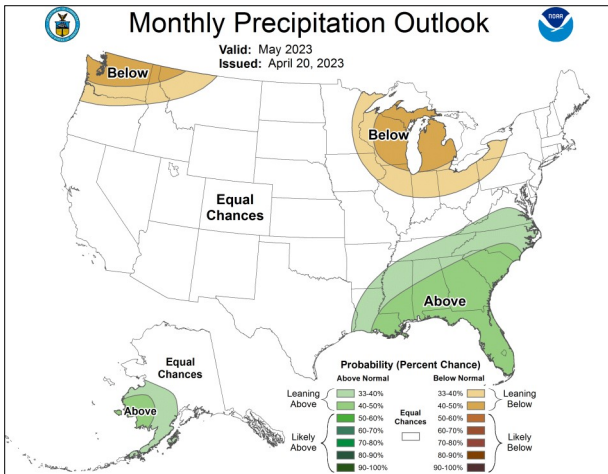 Monthly Precipitation Outlook
Valid: May 2023
Issued: April 20, 2023
NOAA
Below
Below
Equal
Chances
Above
Equal
Chances
Above
Probability (Percent Chance)
Above Normal
Below Normal
Leaning
Above
33-40%
40-50%
Likely
Above
50-60%
60-70%
70-80%
80-90%
90-100%
Equal
Chances
33-40%
40-50%
Leaning
Below
50-60%
60-70%
70-80%
80-90%
90-100%
Likely
Below